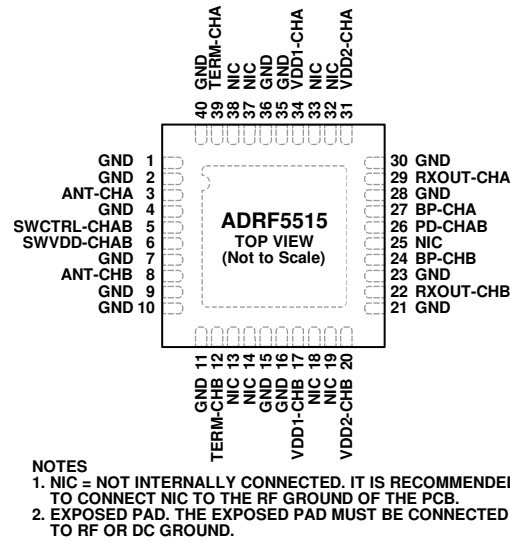 40 GND
39 TERM-CHA
38 NIC
37 NIC
36 GND
35 GND
34 VDD1-CHA
33 NIC
32 NIC
31 VDD2-CHA
GND 1
GND 2
ANT-CHA 3
GND 4
SWCTRL-CHAB 5
SWVDD-CHAB 6
GND 7
ANT-CHB 8
GND 9
GND 10
ADRF5515
TOP VIEW
(Not to Scale)
30 GND
29 RXOUT-CHA
28 GND
27 BP-CHA
26 PD-CHAB
25 NIC
24 BP-CHB
23 GND
22 RXOUT-CHB
21 GND
GND 11
TERM-CHB 12
NIC 13
NIC 14
GND 15
GND 16
VDD1-CHB 17
NIC 18
NIC 19
VDD2-CHB 20
NOTES
1. NIC = NOT INTERNALLY CONNECTED. IT IS RECOMMENDED
TO CONNECT NIC TO THE RF GROUND OF THE PCB.
2. EXPOSED PAD. THE EXPOSED PAD MUST BE CONNECTED
TO RF OR DC GROUND.